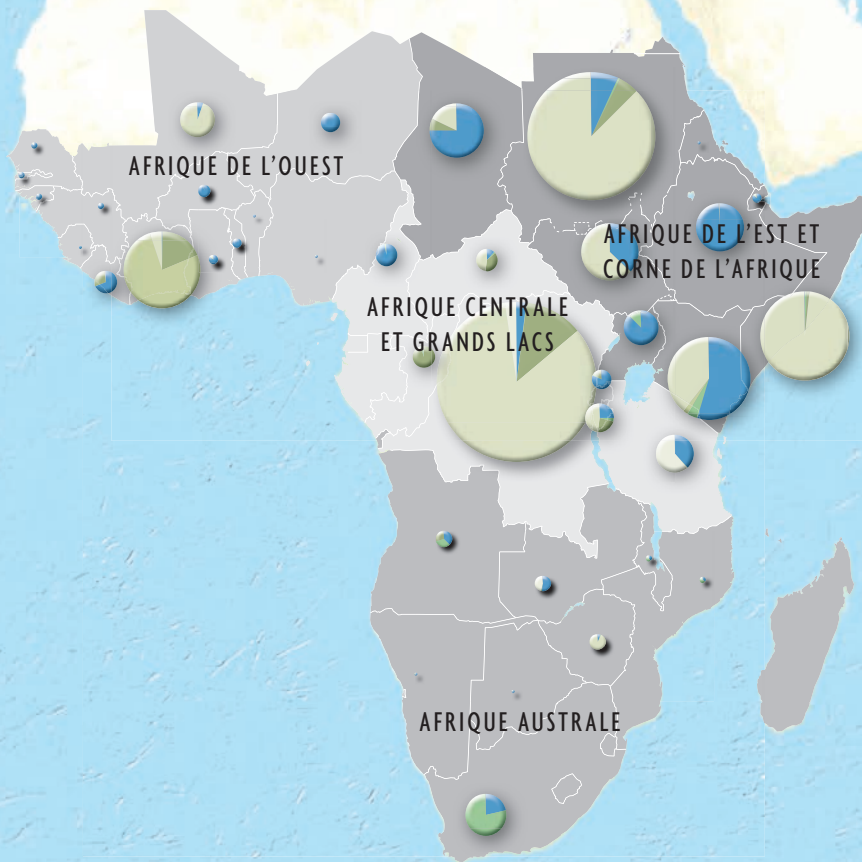 AFRIQUE DE L'OUEST
AFRIQUE DE L'EST ET
CORNE DE L'AFRIQUE
AFRIQUE CENTRALE
ET GRANDS LACS
AFRIQUE AUSTRALE